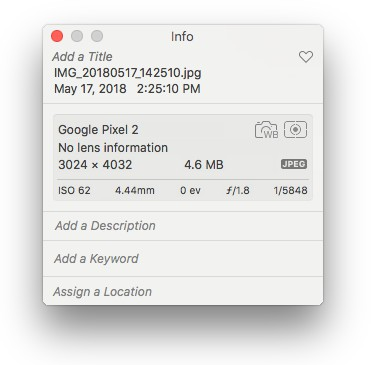 Info
Add a Title
IMG_20180517_142510.jpg
May 17, 2018 2:25:10 PM
Google Pixel 2
WB
No lens information
3024 × 4032 4.6 MB JPEG
ISO 62 4.44mm 0 ev ƒ/1.8 1/5848
Add a Description
Add a Keyword
Assign a Location